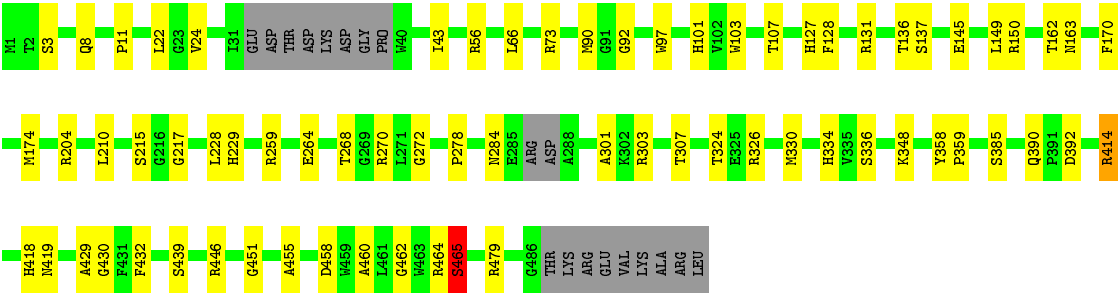 M1 T2 S3 Q8 P11 L22 G23 V24 I31 GLU ASP THR ASP LYS ASP GLY PRO W40 I43 R56 L66 R73 M90 G91 G92 W97 H101 V102 W103 T107 H127 F128 R131 T136 S137 E145 L149 R150 T162 N163 F170
M174 R204 L210 S215 G216 G217 L228 H229 R259 E264 T268 G269 R270 L271 G272 P278 N284 E285 ARG ASP A288 A301 K302 R303 T307 T324 E325 R326 M330 H334 V335 S336 K348 Y358 P359 S385 Q390 P391 D392 R414
H418 N419 A429 G430 F431 F432 S439 R446 G451 A455 D458 W459 A460 L461 G462 W463 R464 S465 R479 G486 THR LYS ARG GLU VAL LYS ALA ARG LEU